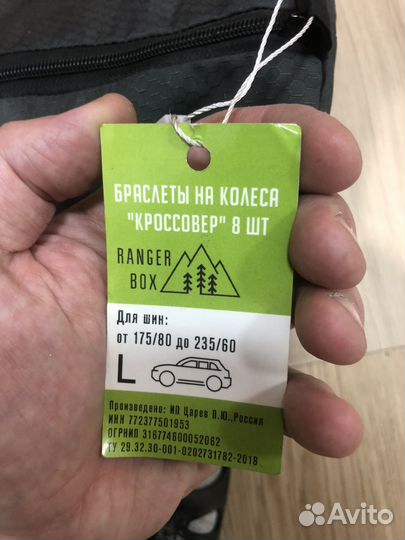 БРАСЛЕТЫ НА КОЛЕСА
"КРОССОВЕР" 8 ШТ
RANGER
BOX
Для шин:
от 175/80 до 235/60
L
Произведено: ИП Царев П.Ю.,Россия
ИНН 772377501953
ОГРНИП 316774600052062
ТУ 29.32.30-001-0202731782-2018
Avito